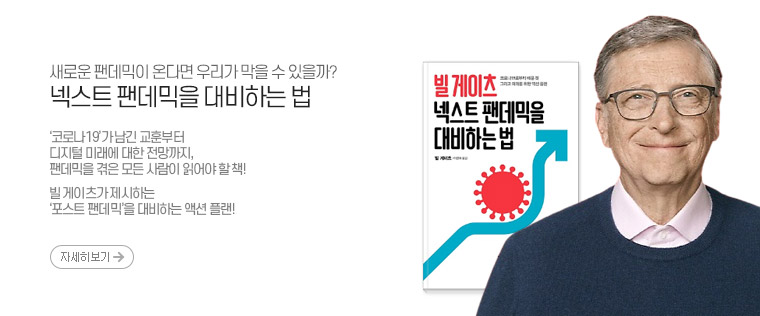 새로운 팬데믹이 온다면 우리가 막을 수 있을까?
넥스트 팬데믹을 대비하는 법
'코로나19'가 남긴 교훈부터
디지털 미래에 대한 전망까지,
팬데믹을 겪은 모든 사람이 읽어야 할 책!
빌 게이츠가 제시하는
'포스트 팬데믹'을 대비하는 액션 플랜!
자세히보기
빌 게이츠
넥스트 팬데믹을
대비하는 법
빌 게이츠